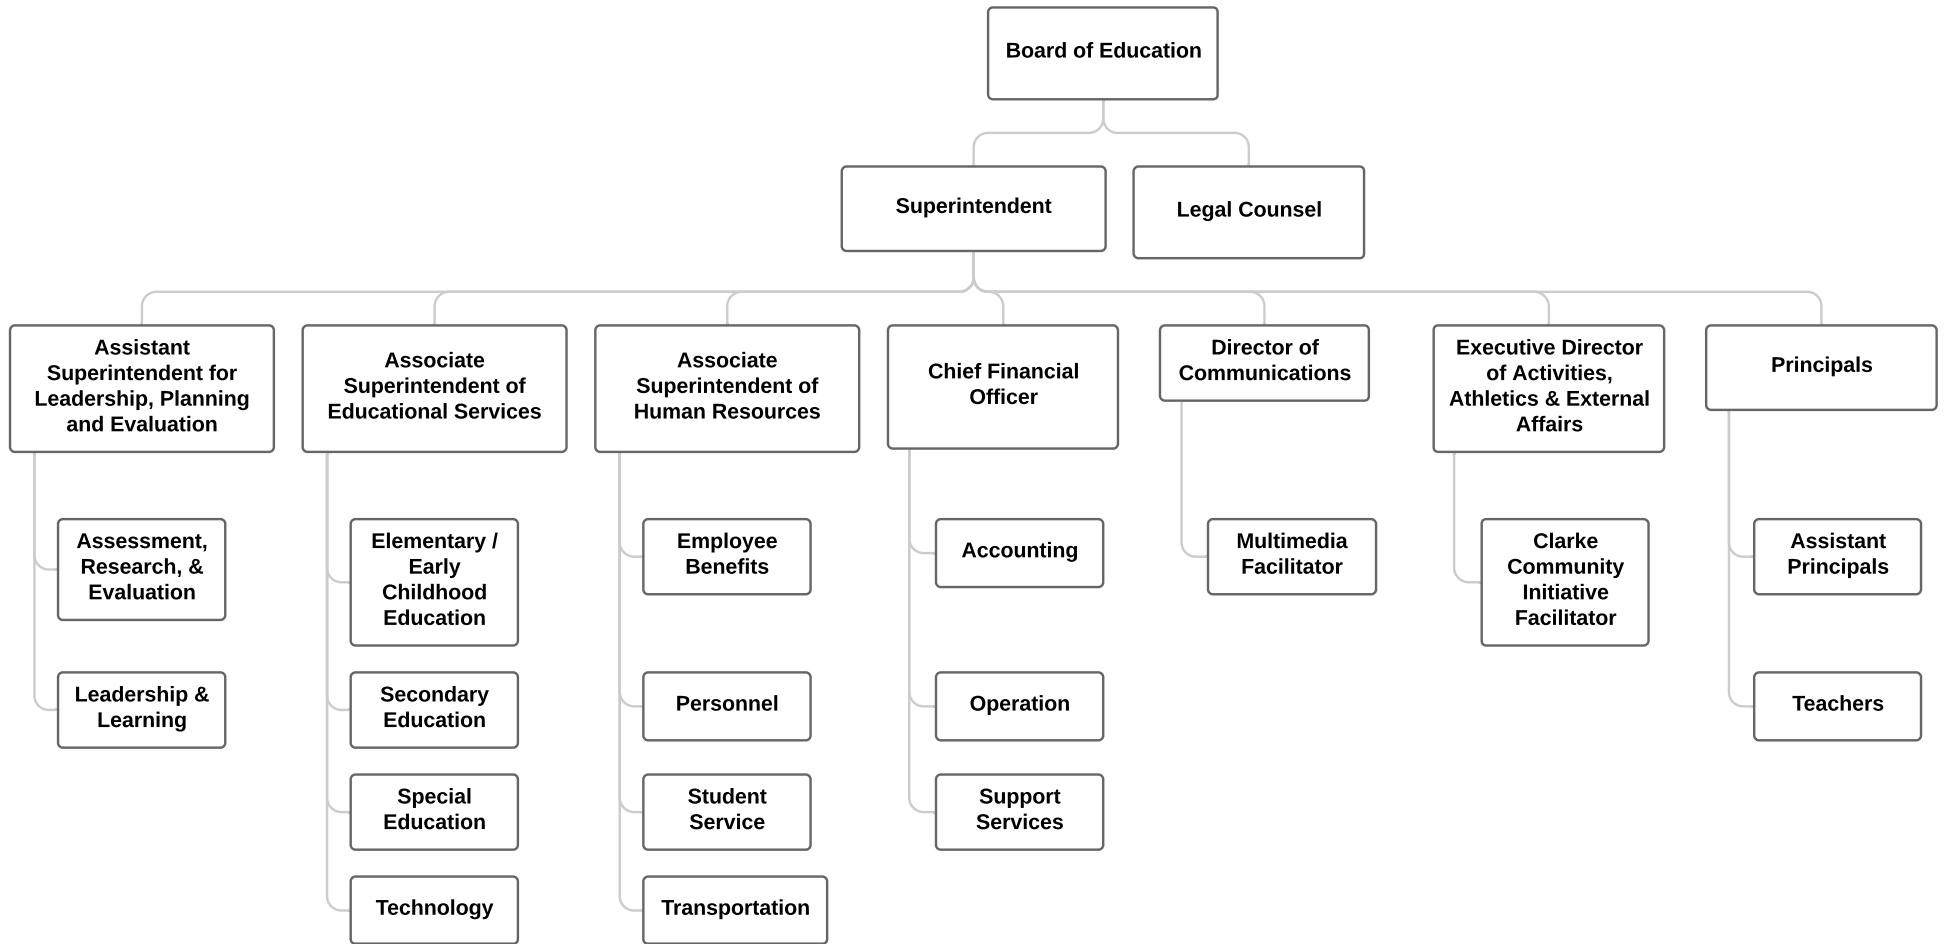 Board of Education
Superintendent
Legal Counsel
Assistant
Superintendent for
Leadership, Planning
and Evaluation
Associate
Superintendent of
Educational Services
Associate
Superintendent of
Human Resources
Chief Financial
Officer
Director of
Communications
Executive Director
of Activities,
Athletics & External
Affairs
Principals
Assessment,
Research, &
Evaluation
Elementary /
Early
Childhood
Education
Employee
Benefits
Accounting
Multimedia
Facilitator
Clarke
Community
Initiative
Facilitator
Assistant
Principals
Leadership &
Learning
Secondary
Education
Personnel
Operation
Teachers
Special
Education
Student
Service
Support
Services
Technology
Transportation